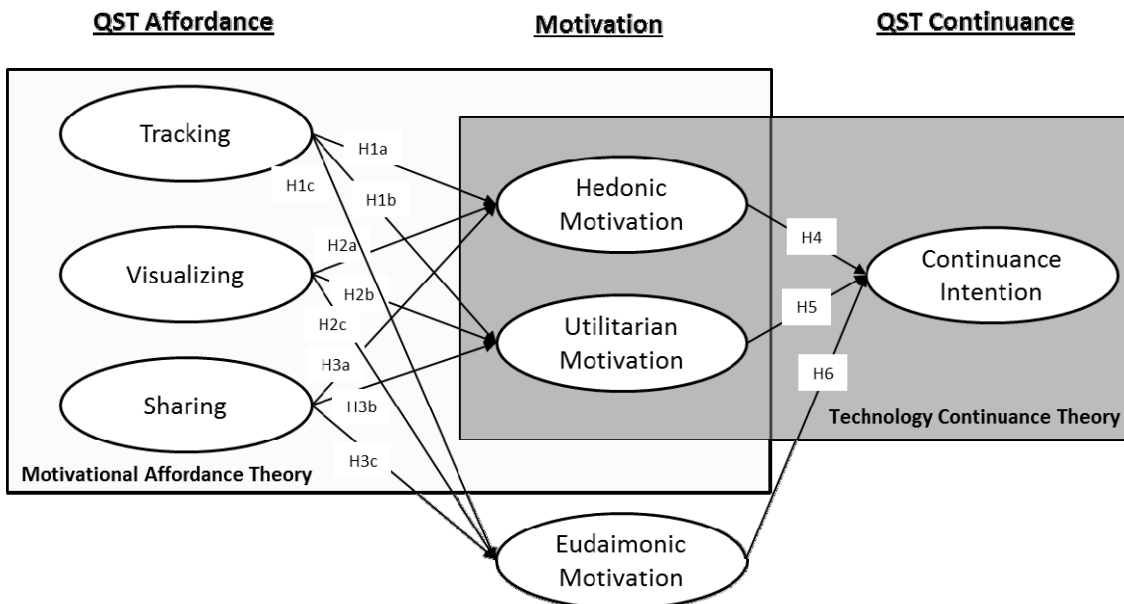 QST Affordance
Motivation
QST Continuance
Tracking
Visualizing
Sharing
H1a
H1c
H1b
H2a
H2b
H2c
H3a
H3b
H3c
Hedonic
Motivation
Utilitarian
Motivation
Eudaimonic
Motivation
H4
H5
H6
Continuance
Intention
Technology Continuance Theory
Motivational Affordance Theory